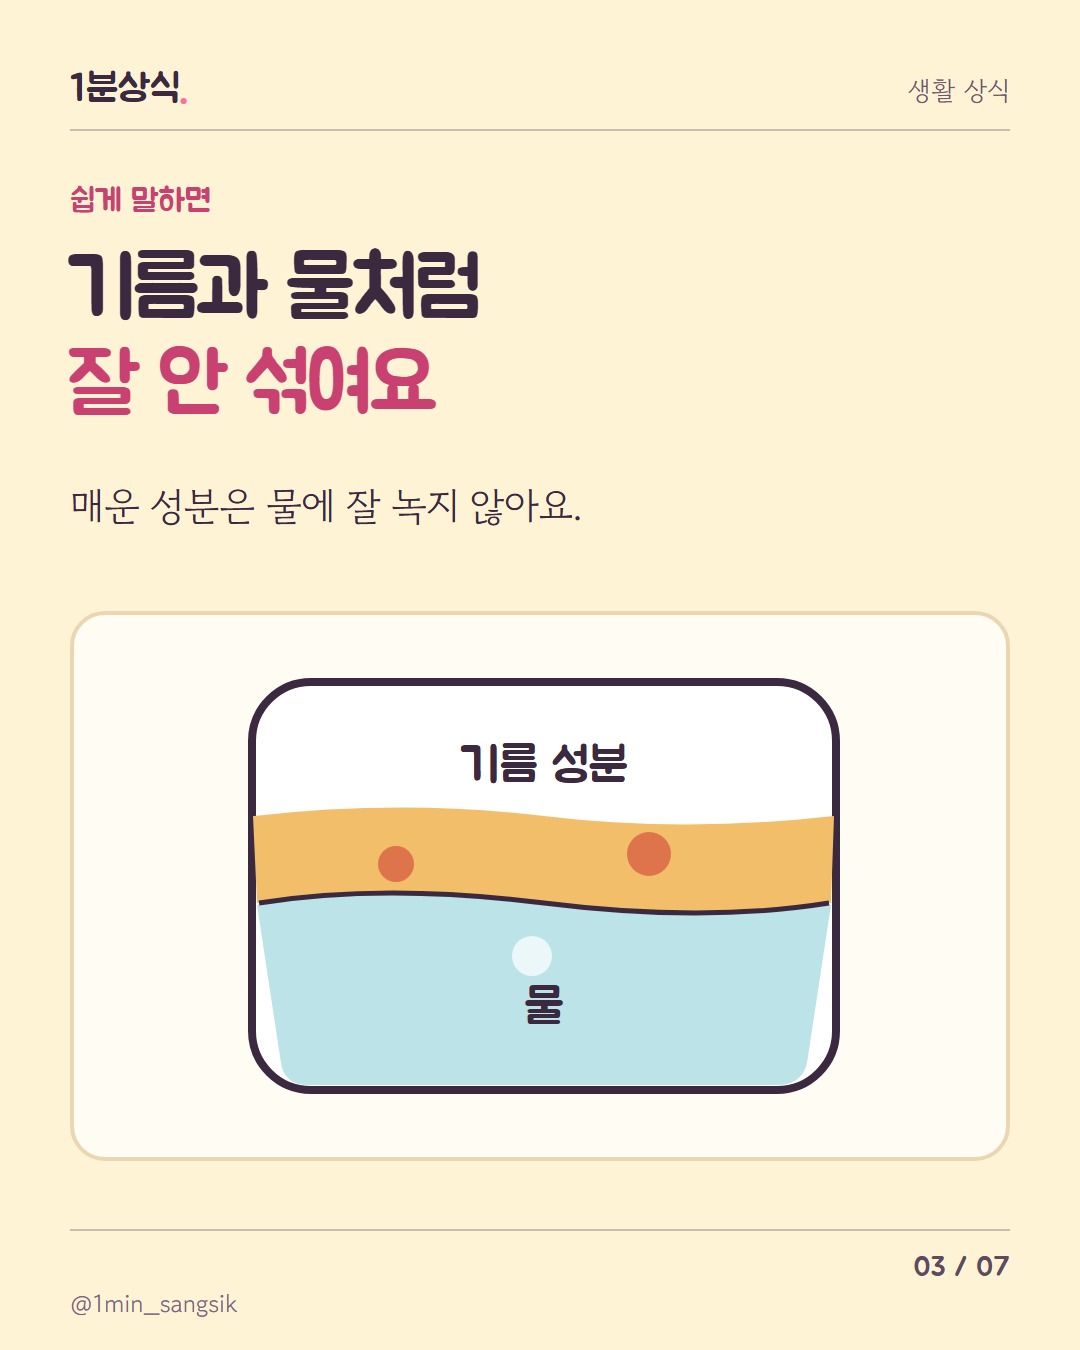 1분상식.
생활 상식
쉽게 말하면
기름과 물처럼
잘 안 섞여요
매운 성분은 물에 잘 녹지 않아요.
기름 성분
물
03 / 07
@1min_sangsik